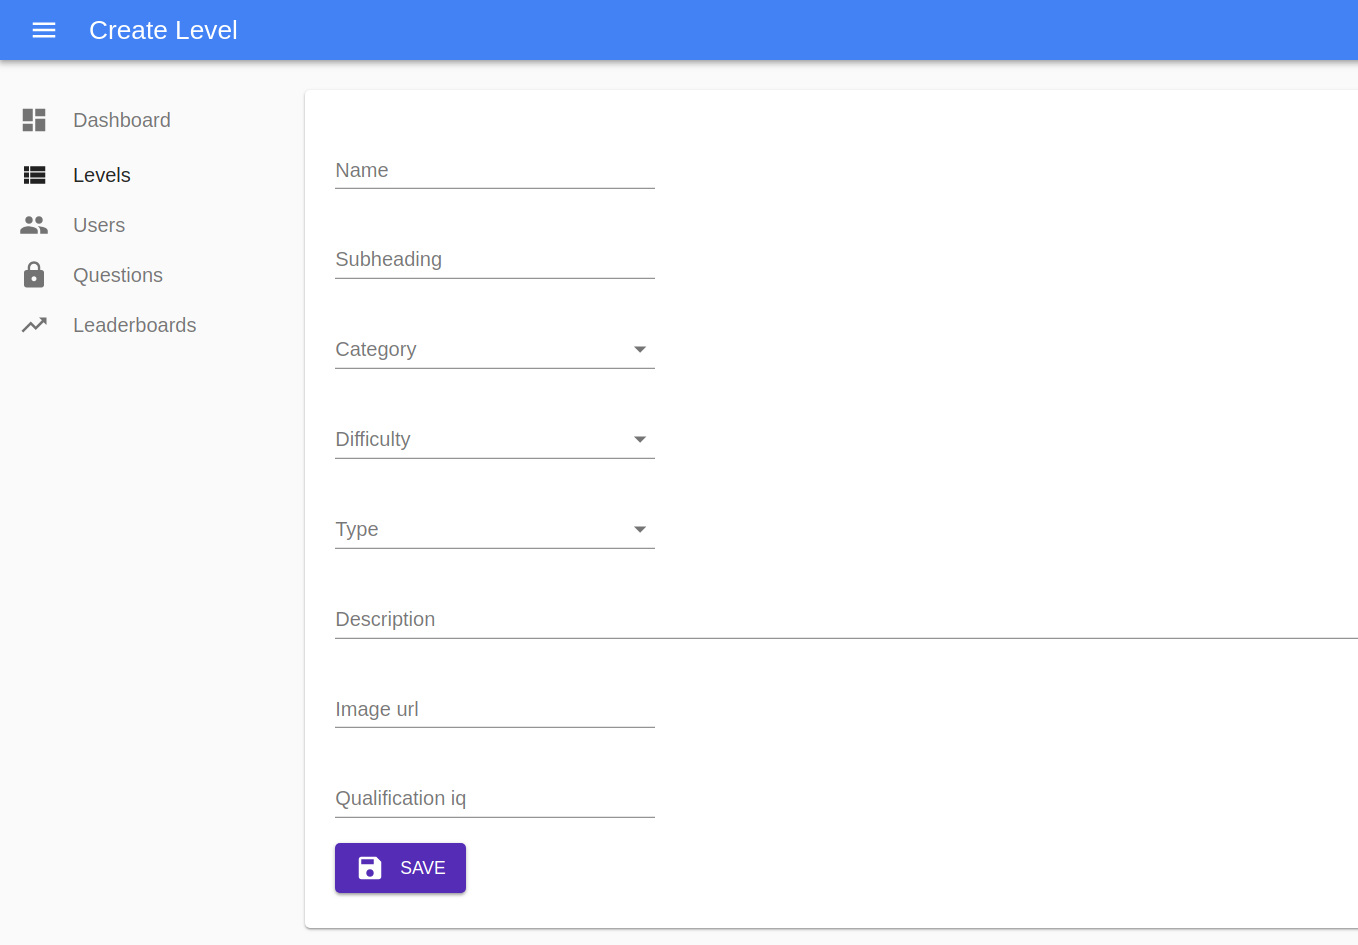 Create Level
Dashboard
Levels
Users
Questions
Leaderboards
Name
Subheading
Category
Difficulty
Type
Description
Image url
Qualification iq
SAVE